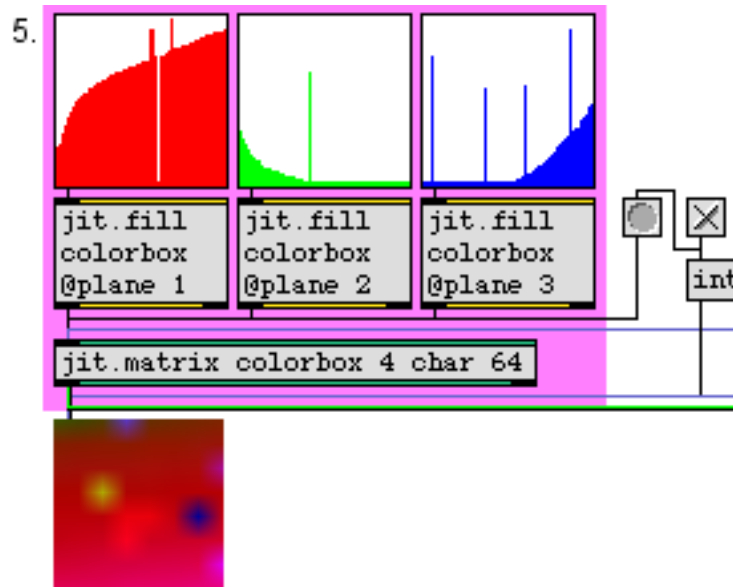 5.
jit.fill
colorbox
@plane 1
jit.fill
colorbox
@plane 2
jit.fill
colorbox
@plane 3
int
jit.matrix colorbox 4 char 64